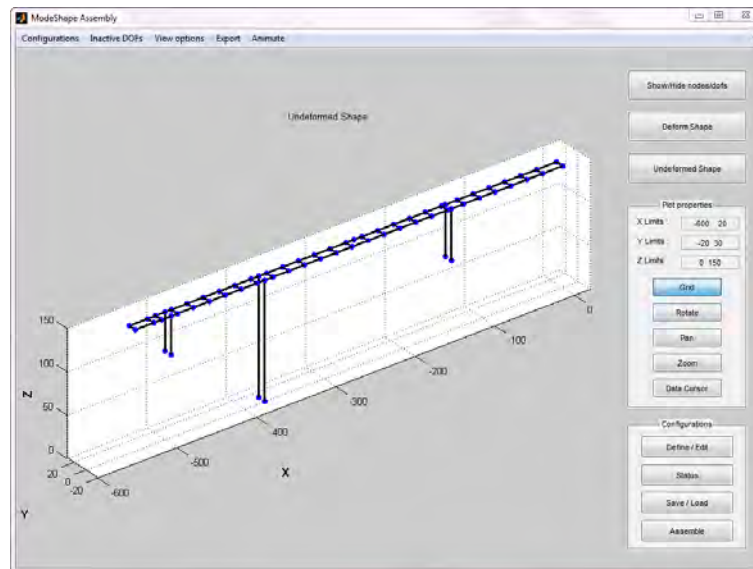 ModeShape Assembly
Configurations Inactive DOFs View options Export Animate
Undeformed Shape
Show/Hide nodes/dofs
Deform Shape
Undeformed Shape
Plot properties
X Limits -600 20
Y Limits -20 30
Z Limits 0 150
Grid
Rotate
Pan
Zoom
Data Cursor
Configurations
Define / Edit
Status
Save / Load
Assemble
150
100
50
0
Z
20
0
-20
Y
-600
-500
-400
-300
-200
-100
0
X